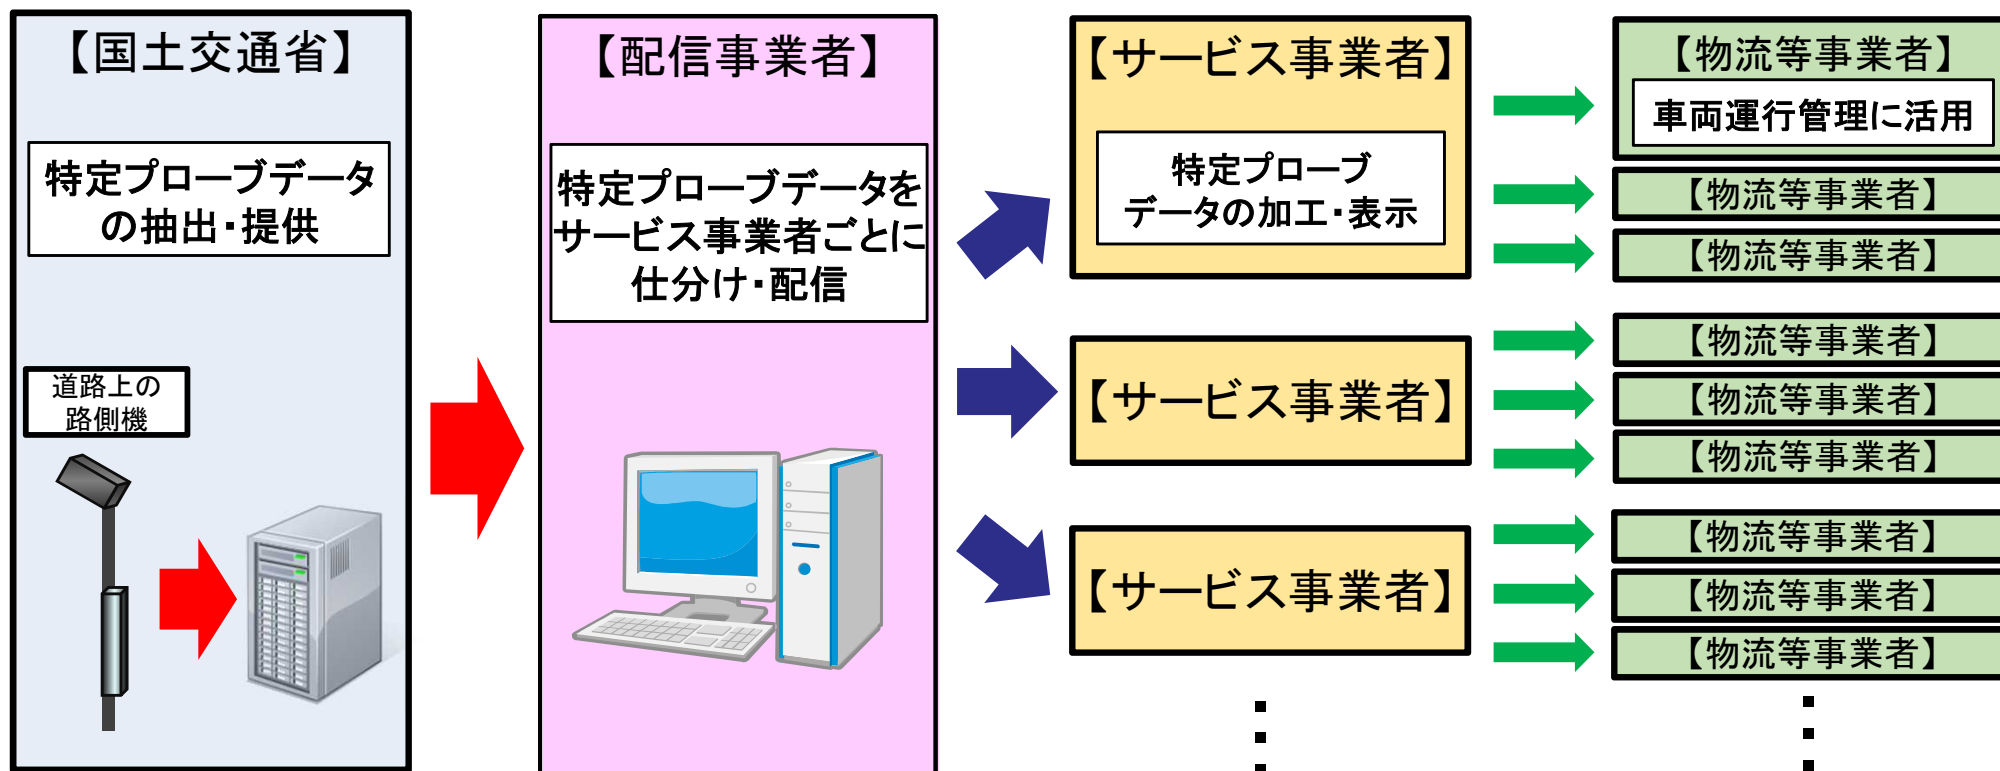 【国土交通省】
特定プローブデータ
の抽出・提供
道路上の
路側機
【配信事業者】
特定プローブデータを
サービス事業者ごとに
仕分け・配信
【サービス事業者】
特定プローブ
データの加工・表示
【サービス事業者】
【サービス事業者】
【物流等事業者】
車両運行管理に活用
【物流等事業者】
【物流等事業者】
【物流等事業者】
【物流等事業者】
【物流等事業者】
【物流等事業者】
【物流等事業者】
【物流等事業者】